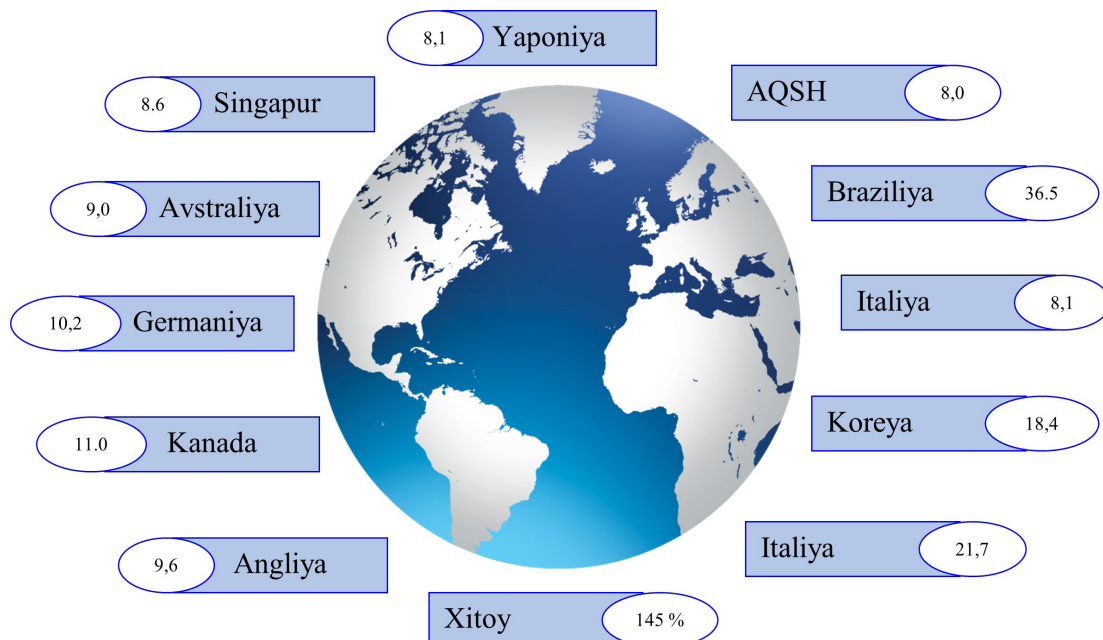 8,1 Yaponiya
8.6 Singapur
AQSH 8,0
9,0 Avstraliya
Braziliya 36.5
10,2 Germaniya
Italiya 8,1
11.0 Kanada
Koreya 18,4
9,6 Angliya
Italiya 21,7
Xitoy 145 %